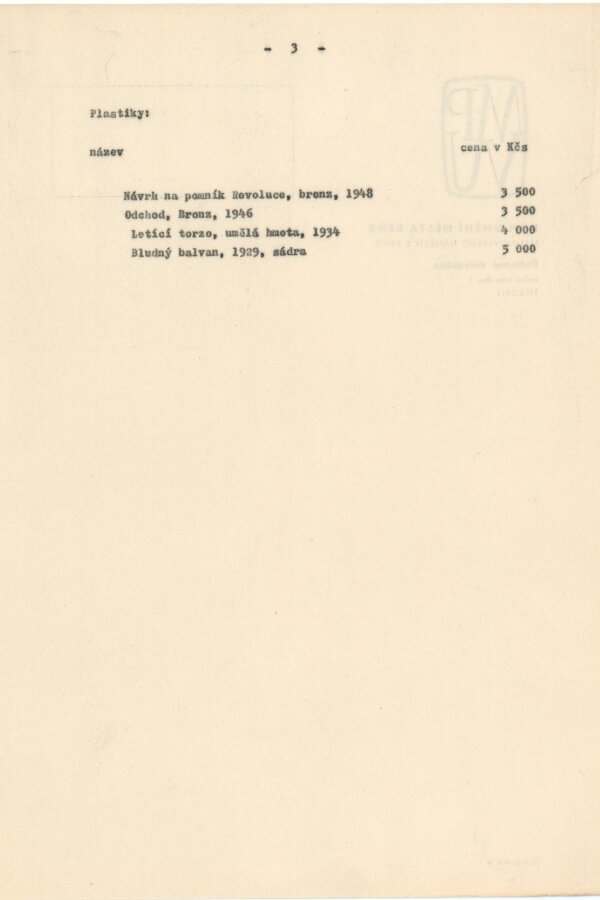 - 3 -
Plastiky:
název cena v Kčs
Návrh na pomník Revoluce, bronz, 1948 3 500
Odchod, Bronz, 1946 3 500
Letící torzo, umělá hmota, 1934 4 000
Bludný balvan, 1929, sádra 5 000